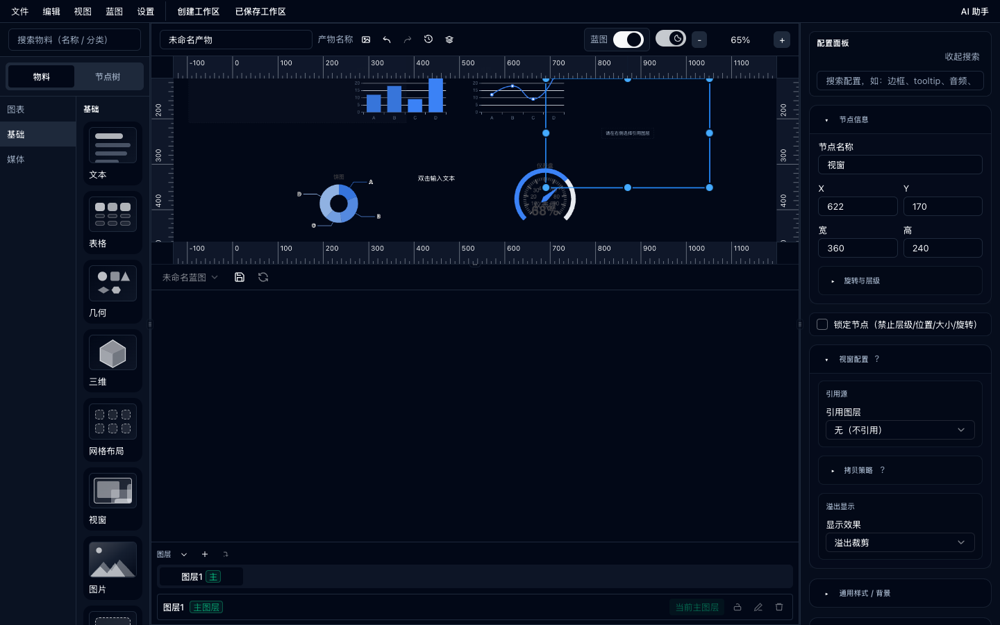 文件 编辑 视图 蓝图 设置 创建工作区 已保存工作区 AI 助手
搜索物料（名称 / 分类）
物料 节点树
图表
基础
媒体
基础
文本
表格
几何
三维
网格布局
视窗
图片
未命名产物 产物名称 蓝图 - 65% +
-100 0 100 200 300 400 500 600 700 800 900 1000 1100
200 300 400
200 300 400
20
15
10
5
0
A B C D
20
15
10
5
0
A B C D
请在右侧选择引用图层
饼图
A
B
C
D
双击输入文本
68%
-100 0 100 200 300 400 500 600 700 800 900 1000 1100
未命名蓝图
图层
图层1 主
图层1 主图层 当前主图层
配置面板
收起搜索
搜索配置，如：边框、tooltip、音频、
节点信息
节点名称
视窗
X Y
622 170
宽 高
360 240
旋转与层级
锁定节点（禁止层级/位置/大小/旋转）
视窗配置 ?
引用源
引用图层
无（不引用）
拷贝策略 ?
溢出显示
显示效果
溢出裁剪
通用样式 / 背景